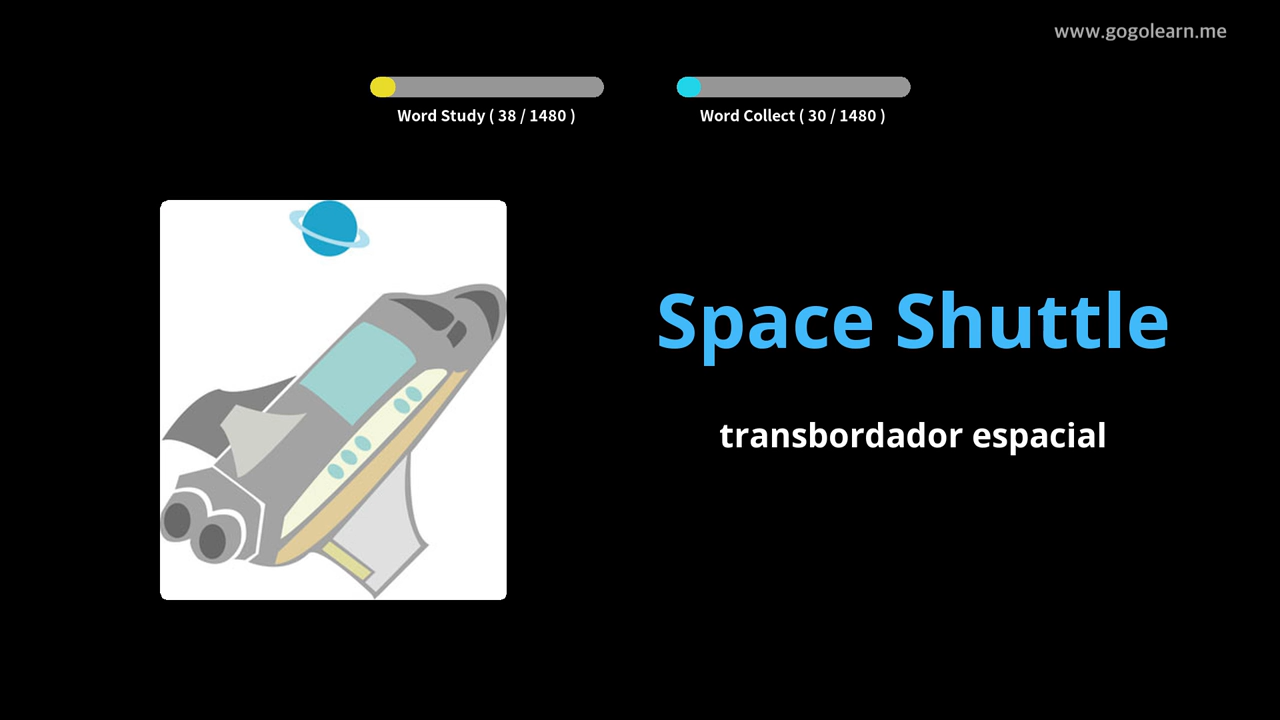 www.gogolearn.me
Word Study ( 38 / 1480 )
Word Collect ( 30 / 1480 )
Space Shuttle
transbordador espacial